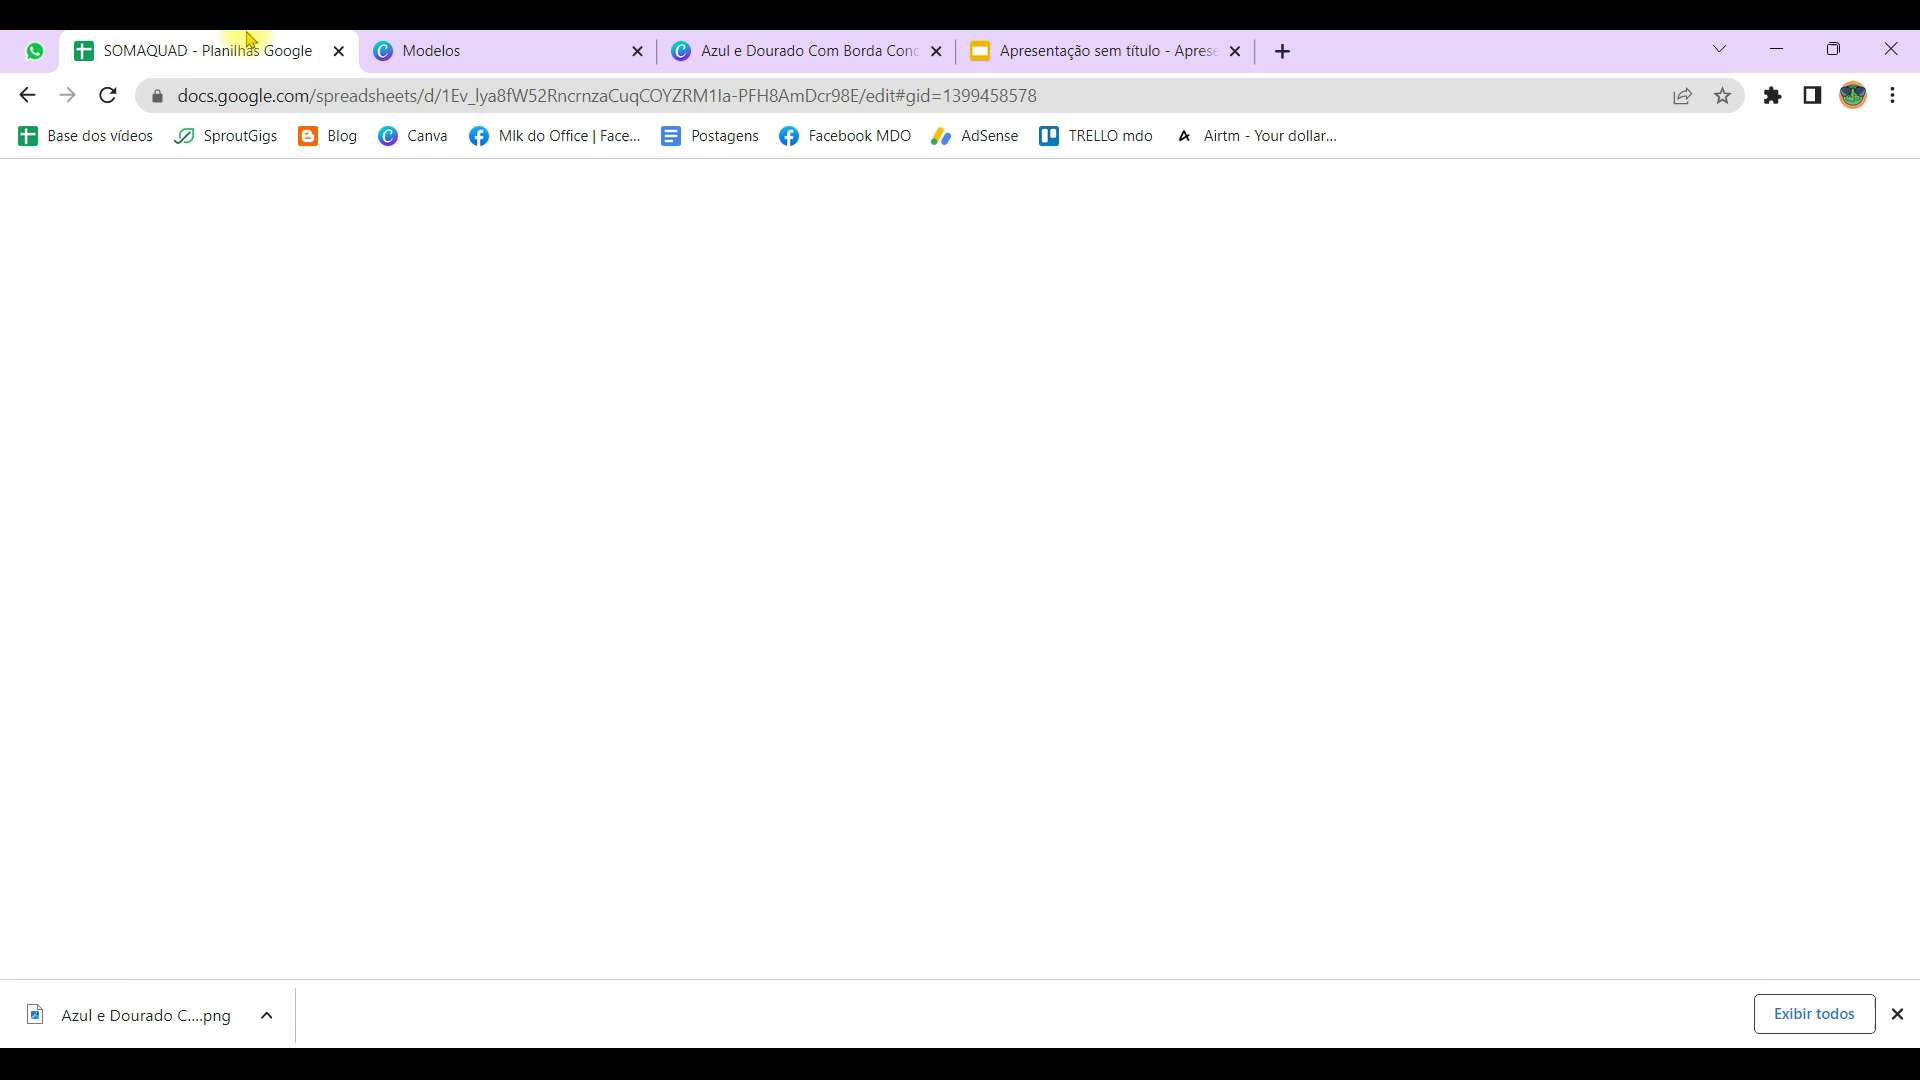 SOMAQUAD - Planilhas Google
Modelos
Azul e Dourado Com Borda Conc
Apresentação sem título - Aprese
docs.google.com/spreadsheets/d/1Ev_lya8fW52RncrnzaCuqCOYZRM1la-PFH8AmDcr98E/edit#gid=1399458578
Base dos vídeos
SproutGigs
Blog
Canva
Mlk do Office | Face...
Postagens
Facebook MDO
AdSense
TRELLO mdo
Airtm - Your dollar...
Azul e Dourado C....png
Exibir todos